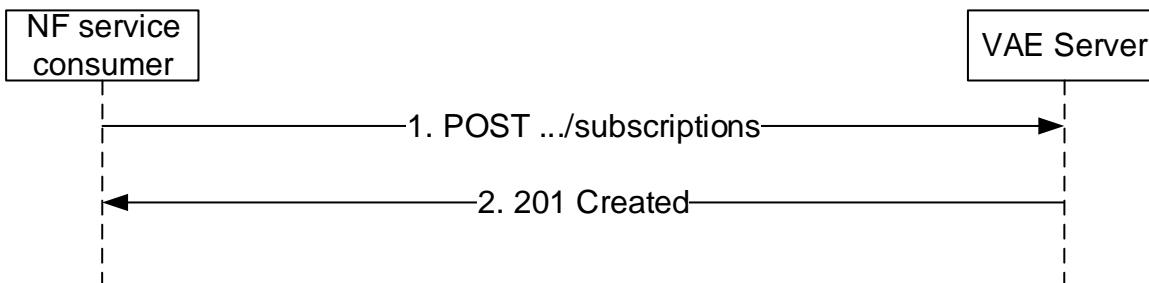 NF service
consumer
VAE Server
1. POST .../subscriptions
2. 201 Created